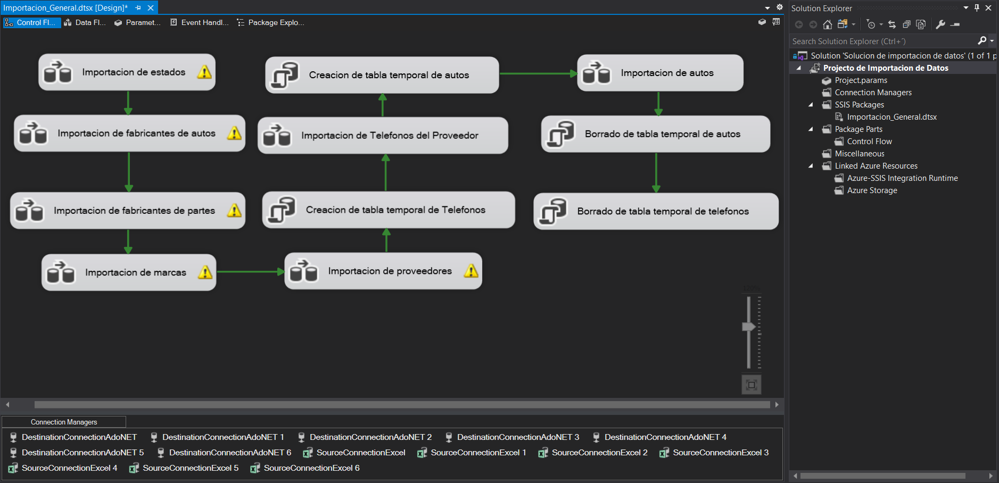 Importacion_General.dtsx [Design]*
Control Fl...
Data Fl...
Paramet...
Event Handl...
Package Explo...
Importacion de estados
Importacion de fabricantes de autos
Importacion de fabricantes de partes
Importacion de marcas
Importacion de proveedores
Creacion de tabla temporal de Telefonos
Importacion de Telefonos del Proveedor
Creacion de tabla temporal de autos
Importacion de autos
Borrado de tabla temporal de autos
Borrado de tabla temporal de telefonos
Connection Managers
DestinationConnectionAdoNET
DestinationConnectionAdoNET 1
DestinationConnectionAdoNET 2
DestinationConnectionAdoNET 3
DestinationConnectionAdoNET 4
DestinationConnectionAdoNET 5
DestinationConnectionAdoNET 6
SourceConnectionExcel
SourceConnectionExcel 1
SourceConnectionExcel 2
SourceConnectionExcel 3
SourceConnectionExcel 4
SourceConnectionExcel 5
SourceConnectionExcel 6
Solution Explorer
Search Solution Explorer (Ctrl+´)
Solution 'Solucion de importacion de datos' (1 of 1 p
Projecto de Importacion de Datos
Project.params
Connection Managers
SSIS Packages
Importacion_General.dtsx
Package Parts
Control Flow
Miscellaneous
Linked Azure Resources
Azure-SSIS Integration Runtime
Azure Storage